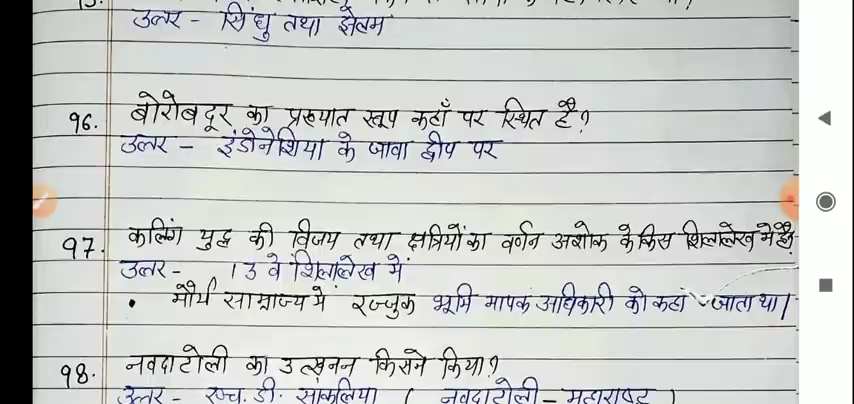 उत्तर - सिंधु तथा झेलम
96. बोरोबदूर का प्रख्यात स्तूप कहाँ पर स्थित है?
उत्तर - इंडोनेशिया के जावा द्वीप पर
97. कलिंग युद्ध की विजय तथा क्षत्रियों का वर्णन अशोक के किस शिलालेख में है?
उत्तर - 13 वे शिलालेख में
• मौर्य साम्राज्य में रज्जुक भूमि मापक अधिकारी को कहा जाता था।
98. नवदाटोली का उत्खनन किसने किया?
उत्तर - एच. डी. सांकलिया ( नवदाटोली - महाराष्ट्र )